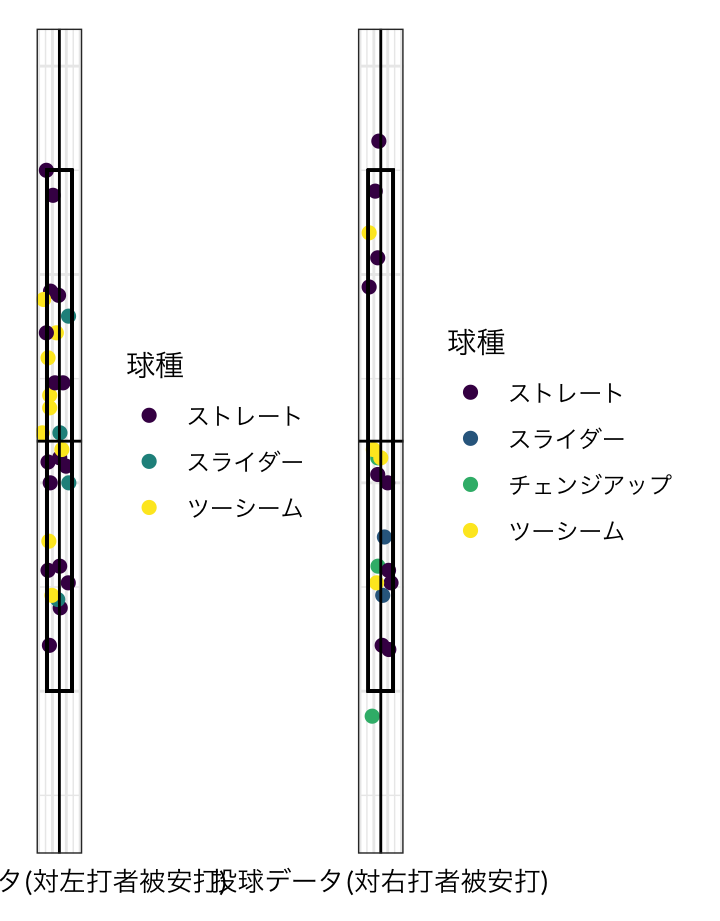 球種
ストレート
スライダー
ツーシーム
球種
ストレート
スライダー
チェンジアップ
ツーシーム
タ(対左打者被安打)
投球データ(対右打者被安打)